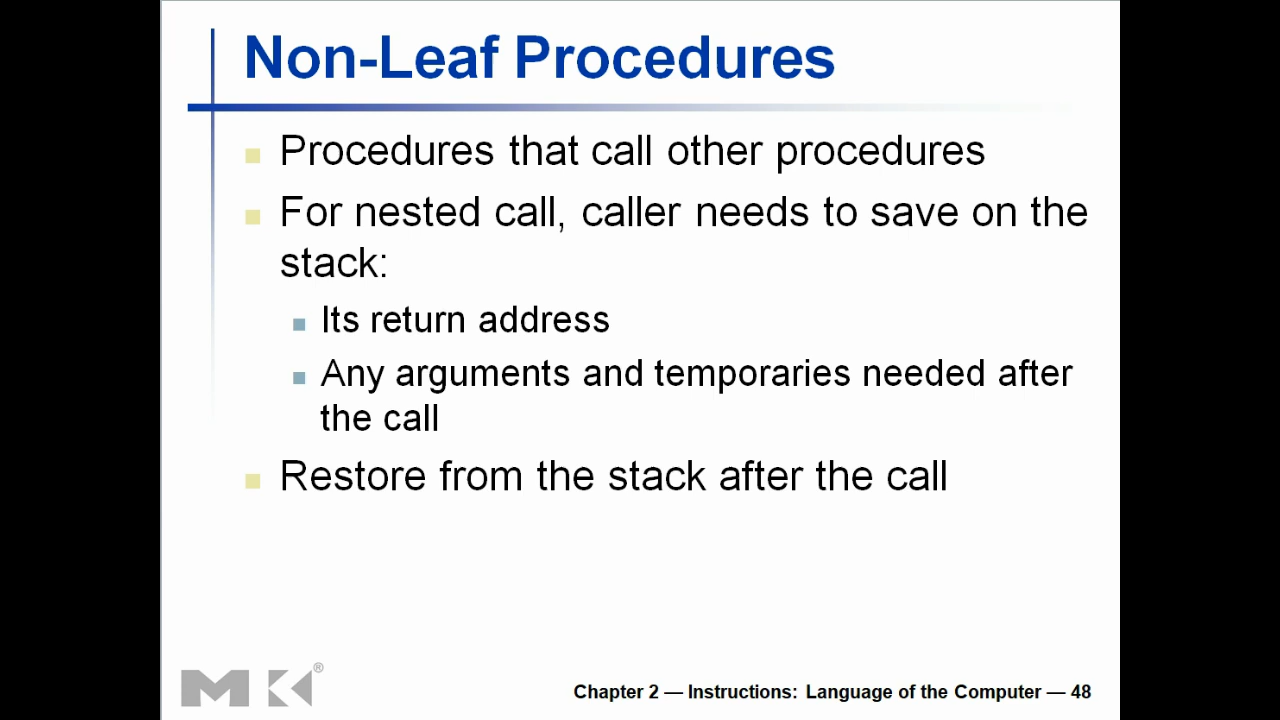 Non-Leaf Procedures
Procedures that call other procedures
For nested call, caller needs to save on the
stack:
Its return address
Any arguments and temporaries needed after
the call
Restore from the stack after the call
MK®
Chapter 2 — Instructions: Language of the Computer — 48